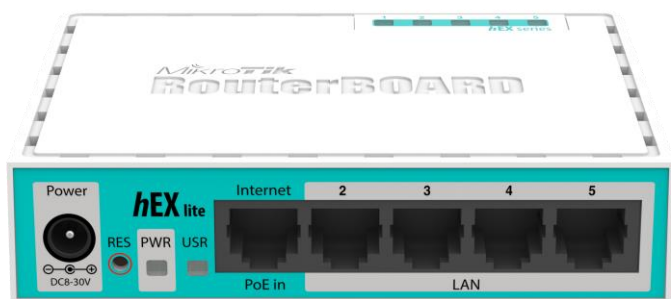 1 2 3 4 5
hEX series
MikroTik
RouterBOARD
Power
hEX lite
Internet
2 3 4 5
RES
PWR
USR
DC8-30V
PoE in
LAN